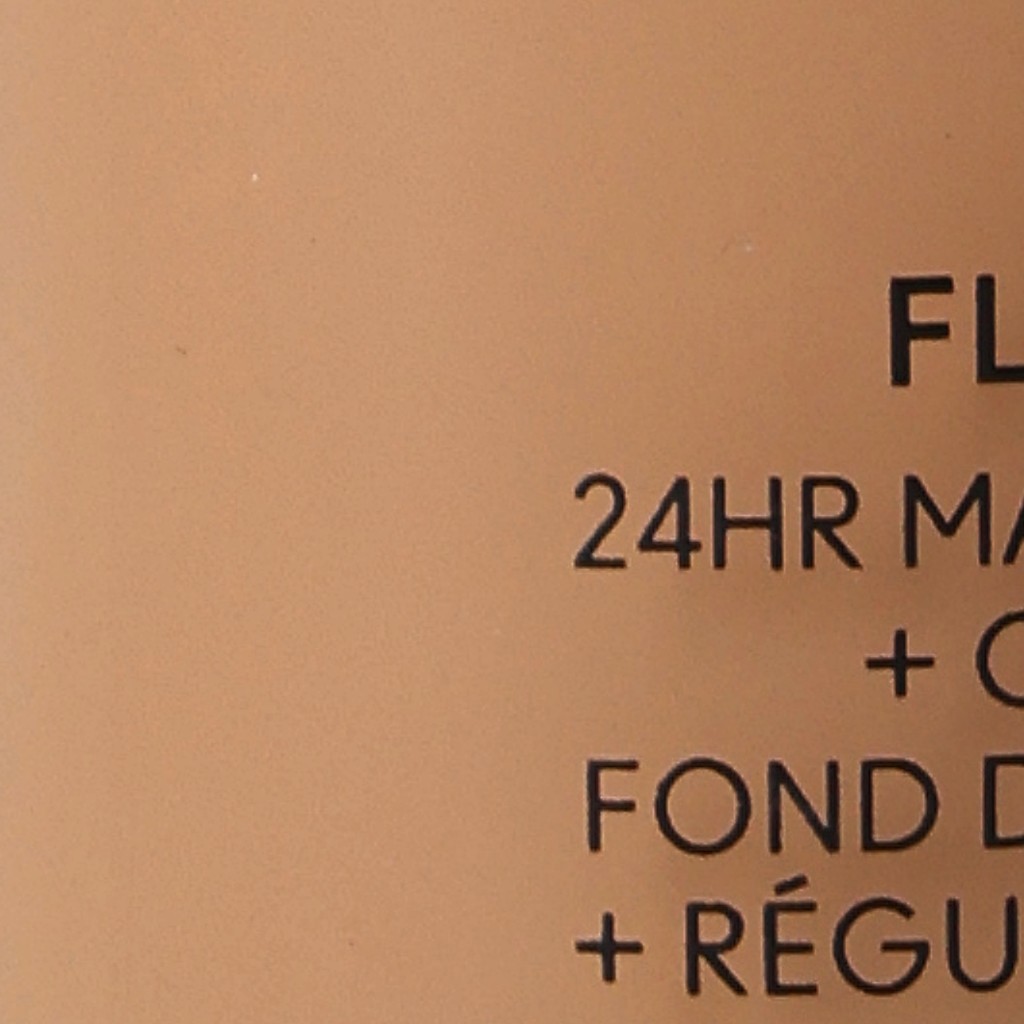 FL
24HR MA
+ C
FOND D
+ RÉGU